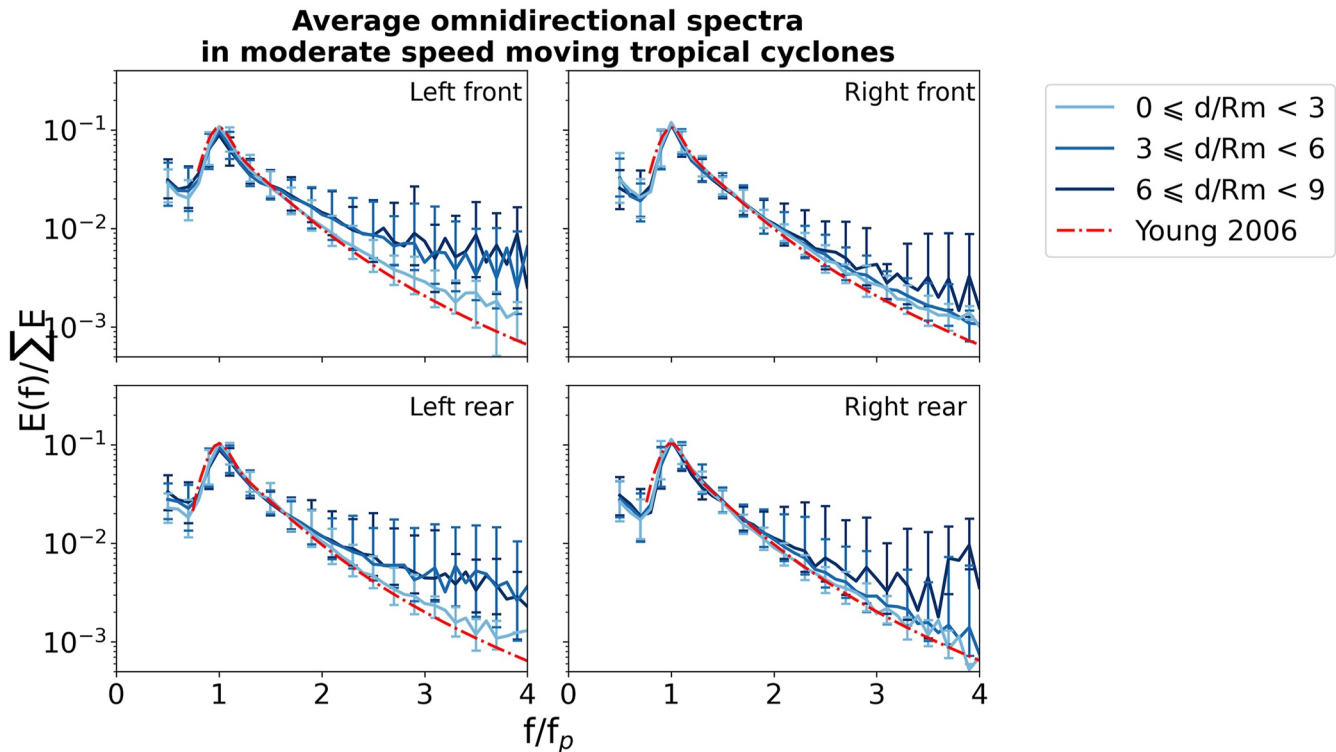 Average omnidirectional spectra
in moderate speed moving tropical cyclones
Left front
Right front
0 ⩽ d/Rm < 3
3 ⩽ d/Rm < 6
6 ⩽ d/Rm < 9
Young 2006
10⁻¹
10⁻²
10⁻³
E(f)/∑E
Left rear
Right rear
10⁻¹
10⁻²
10⁻³
0 1 2 3 4
0 1 2 3 4
f/fₚ